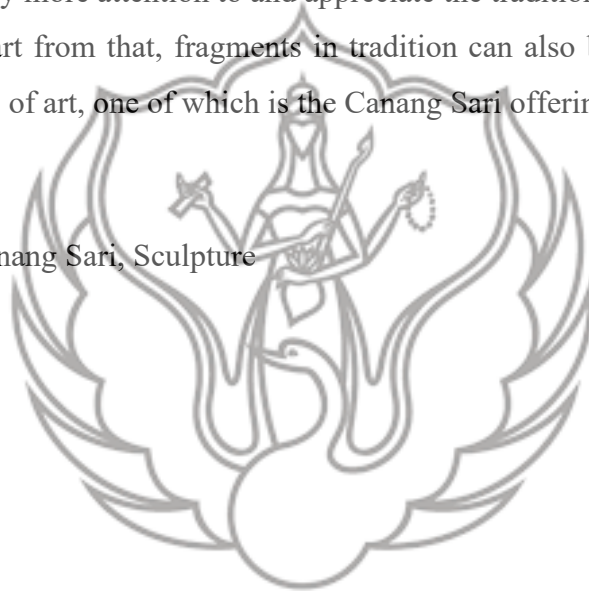 y more attention to and appreciate the tradition
art from that, fragments in tradition can also b
of art, one of which is the Canang Sari offerin
nang Sari, Sculpture